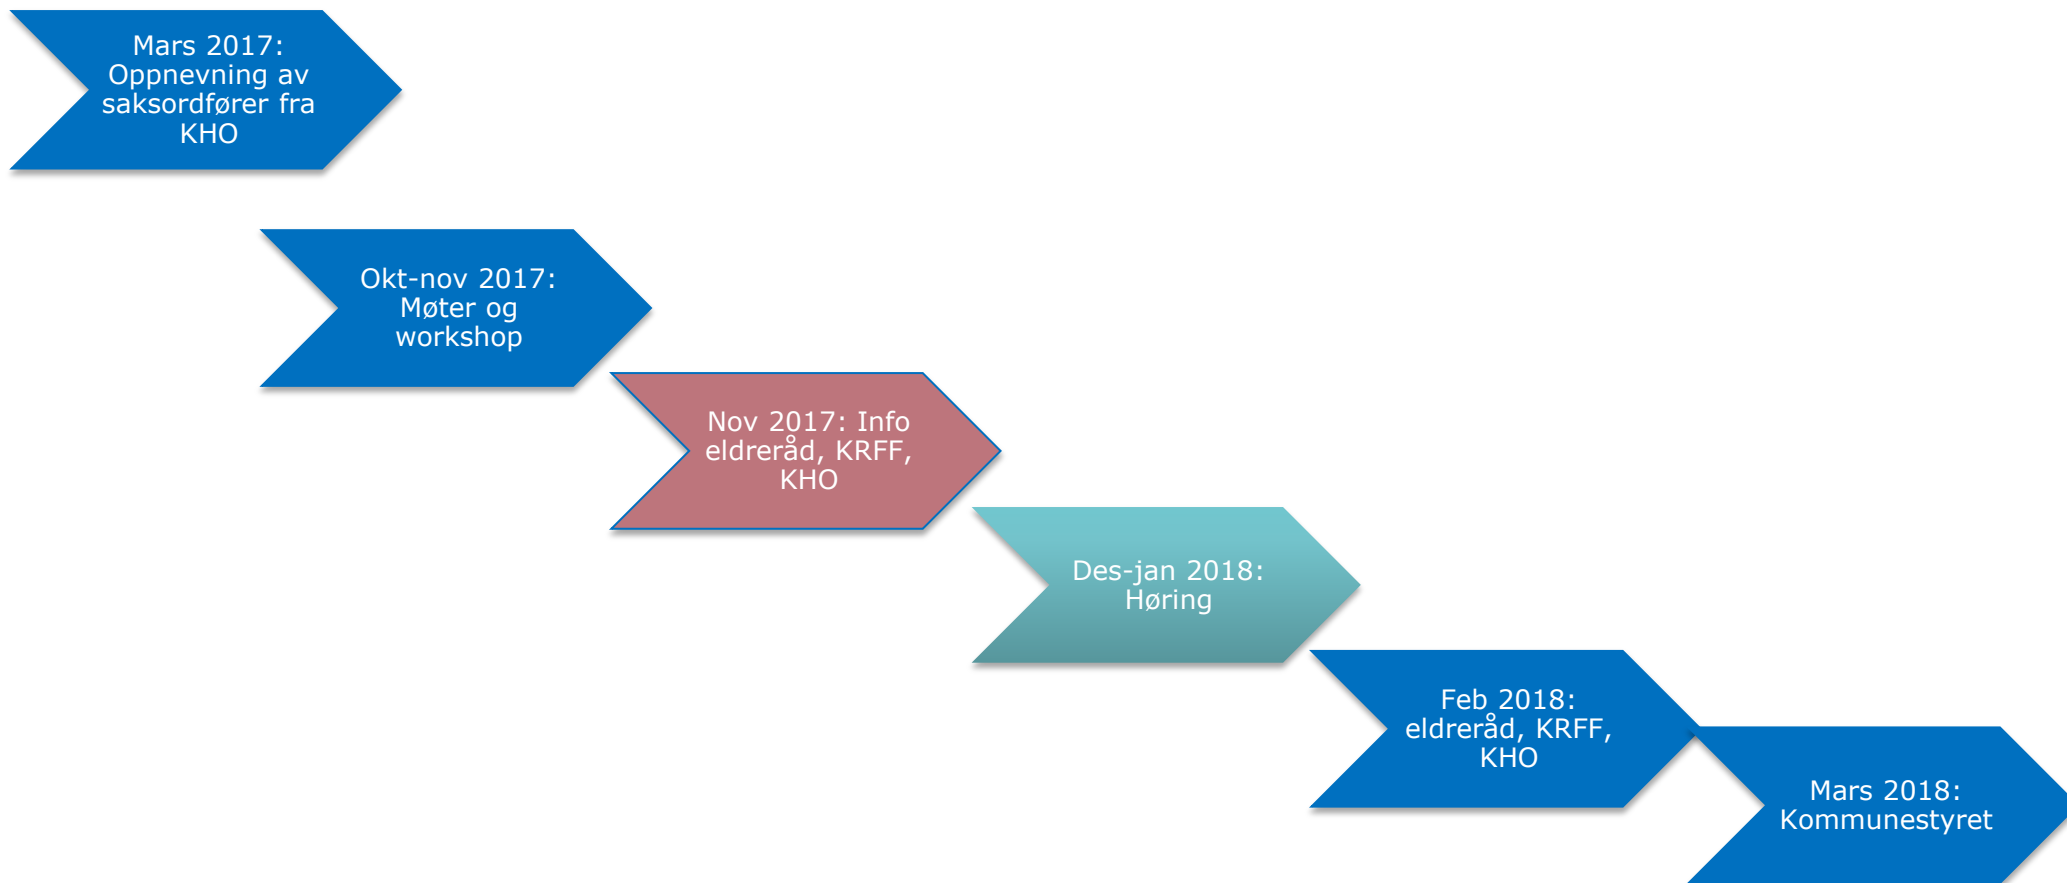 Mars 2017:
Oppnevning av
saksordfører fra
KHO
Okt-nov 2017:
Møter og
workshop
Nov 2017: Info
eldreråd, KRFF,
KHO
Des-jan 2018:
Høring
Feb 2018:
eldreråd, KRFF,
KHO
Mars 2018:
Kommunestyret